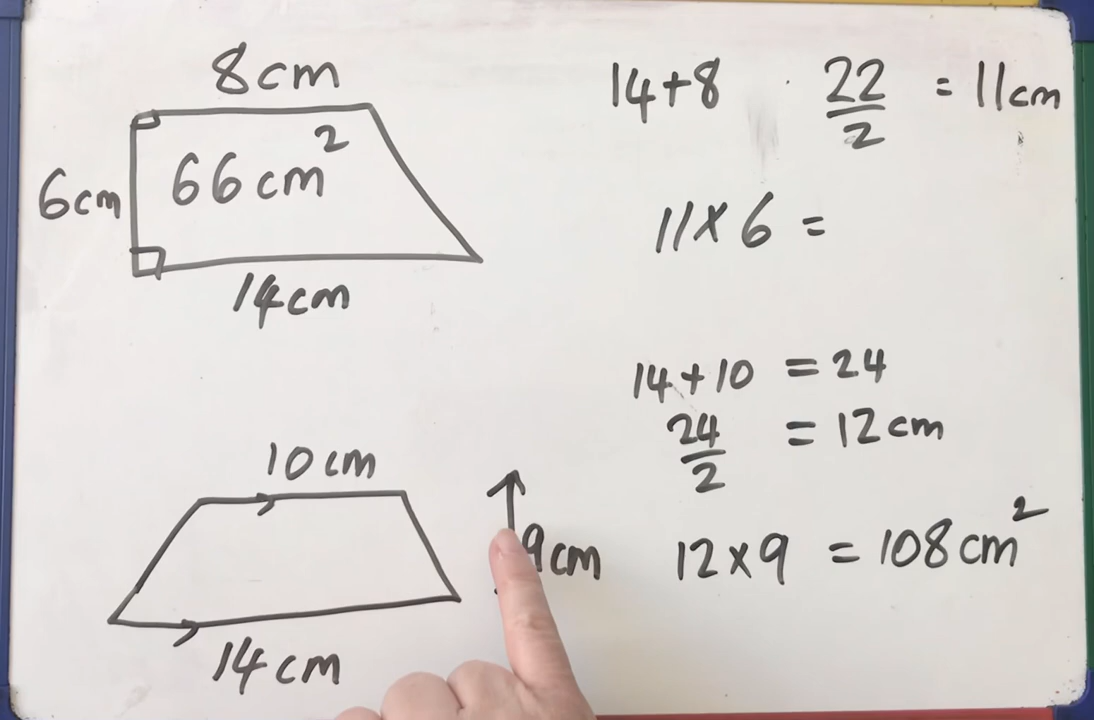 8cm
66cm²
6cm
14cm
14+8
22/2 = 11cm
11×6 =
10cm
9cm
14cm
14+10 = 24
24/2 = 12cm
12×9 = 108cm²